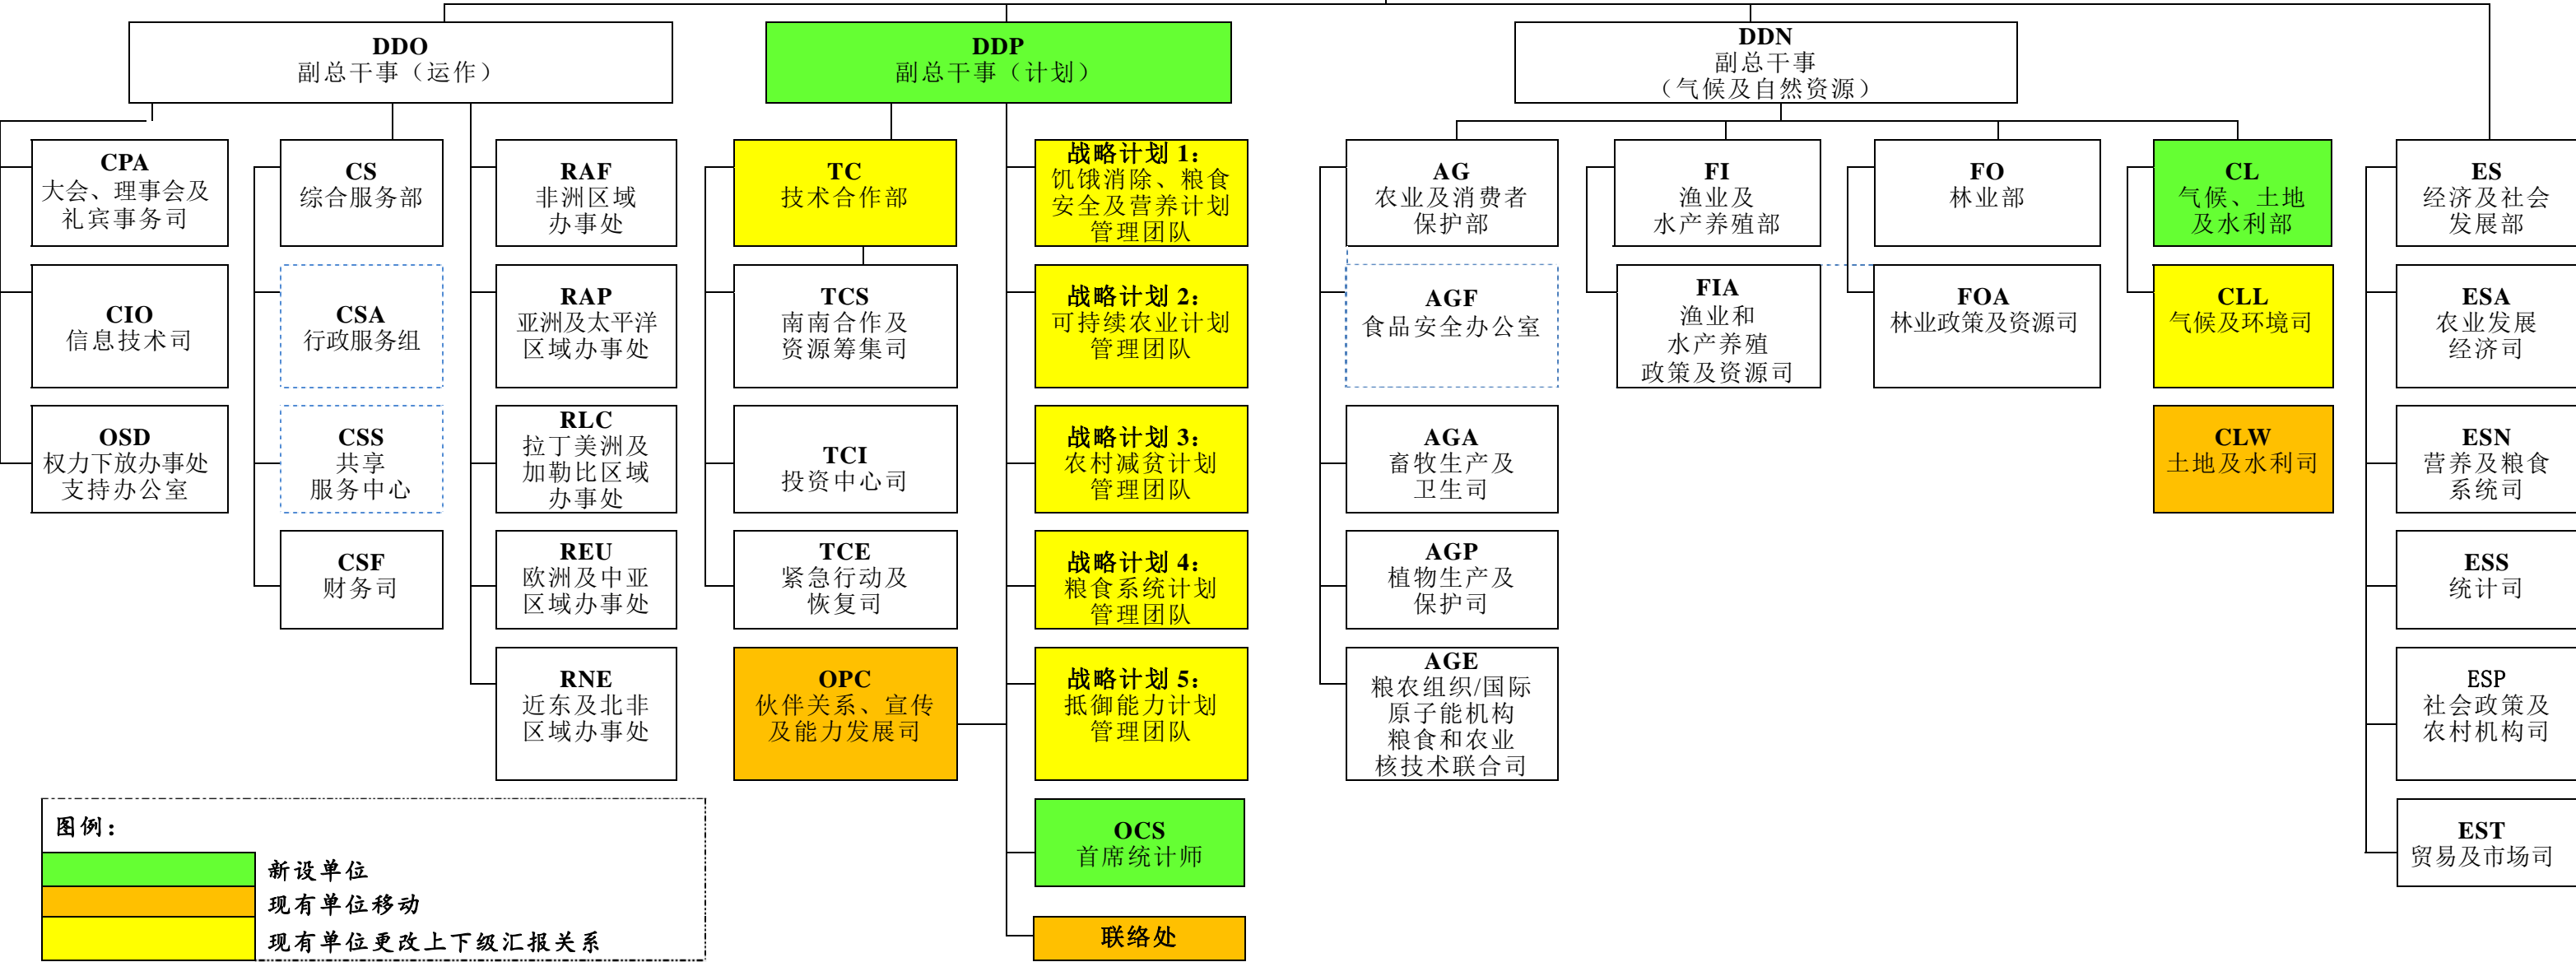 DDO
副总干事（运作）
DDP
副总干事（计划）
DDN
副总干事
（气候及自然资源）
CPA
大会、理事会及
礼宾事务司
CIO
信息技术司
OSD
权力下放办事处
支持办公室
CS
综合服务部
CSA
行政服务组
CSS
共享
服务中心
CSF
财务司
RAF
非洲区域
办事处
RAP
亚洲及太平洋
区域办事处
RLC
拉丁美洲及
加勒比区域
办事处
REU
欧洲及中亚
区域办事处
RNE
近东及北非
区域办事处
TC
技术合作部
TCS
南南合作及
资源筹集司
TCI
投资中心司
TCE
紧急行动及
恢复司
OPC
伙伴关系、宣传
及能力发展司
战略计划 1：
饥饿消除、粮食
安全及营养计划
管理团队
战略计划 2：
可持续农业计划
管理团队
战略计划 3：
农村减贫计划
管理团队
战略计划 4：
粮食系统计划
管理团队
战略计划 5：
抵御能力计划
管理团队
OCS
首席统计师
联络处
AG
农业及消费者
保护部
AGF
食品安全办公室
AGA
畜牧生产及
卫生司
AGP
植物生产及
保护司
AGE
粮农组织/国际
原子能机构
粮食和农业
核技术联合司
FI
渔业及
水产养殖部
FIA
渔业和
水产养殖
政策及资源司
FO
林业部
FOA
林业政策及资源司
CL
气候、土地
及水利部
CLL
气候及环境司
CLW
土地及水利司
ES
经济及社会
发展部
ESA
农业发展
经济司
ESN
营养及粮食
系统司
ESS
统计司
ESP
社会政策及
农村机构司
EST
贸易及市场司
图例：
新设单位
现有单位移动
现有单位更改上下级汇报关系